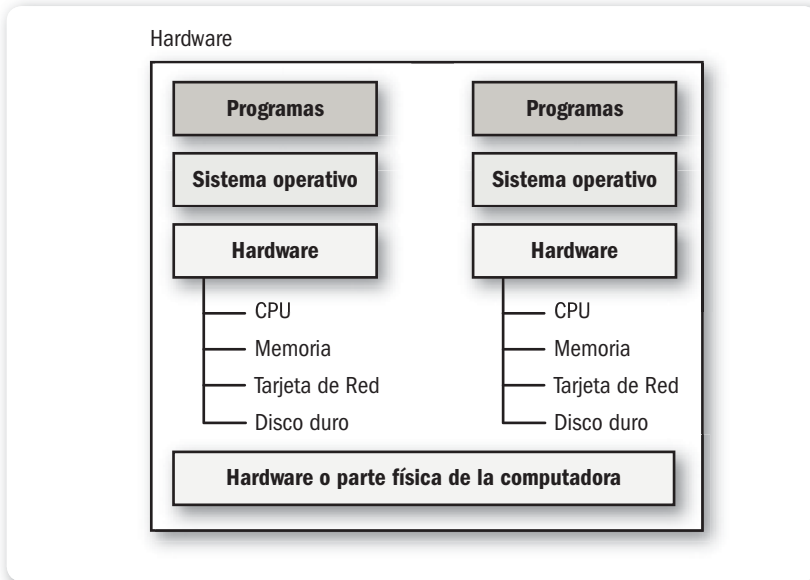 Hardware
Programas
Sistema operativo
Hardware
CPU
Memoria
Tarjeta de Red
Disco duro
Programas
Sistema operativo
Hardware
CPU
Memoria
Tarjeta de Red
Disco duro
Hardware o parte física de la computadora